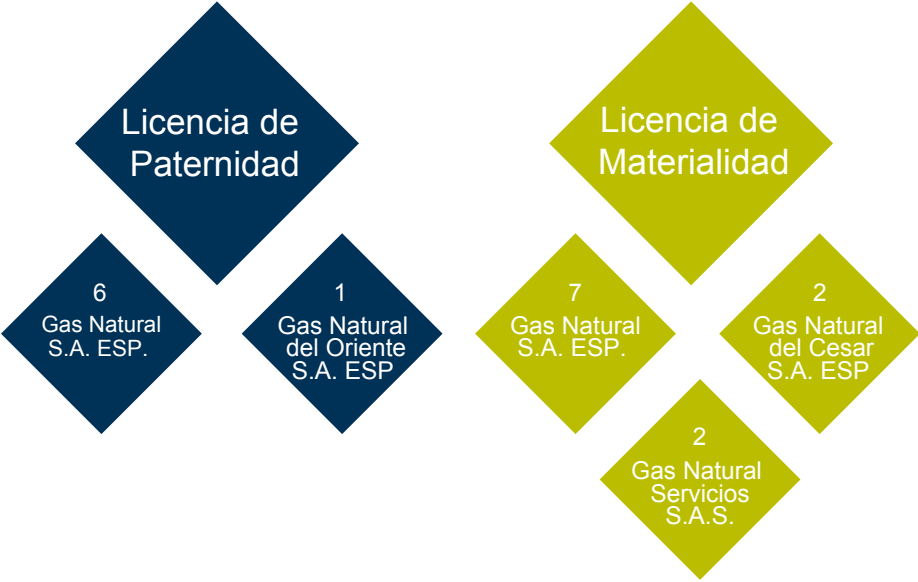 Licencia de
Paternidad
6
Gas Natural
S.A. ESP.
1
Gas Natural
del Oriente
S.A. ESP
Licencia de
Materialidad
7
Gas Natural
S.A. ESP.
2
Gas Natural
del Cesar
S.A. ESP
2
Gas Natural
Servicios
S.A.S.